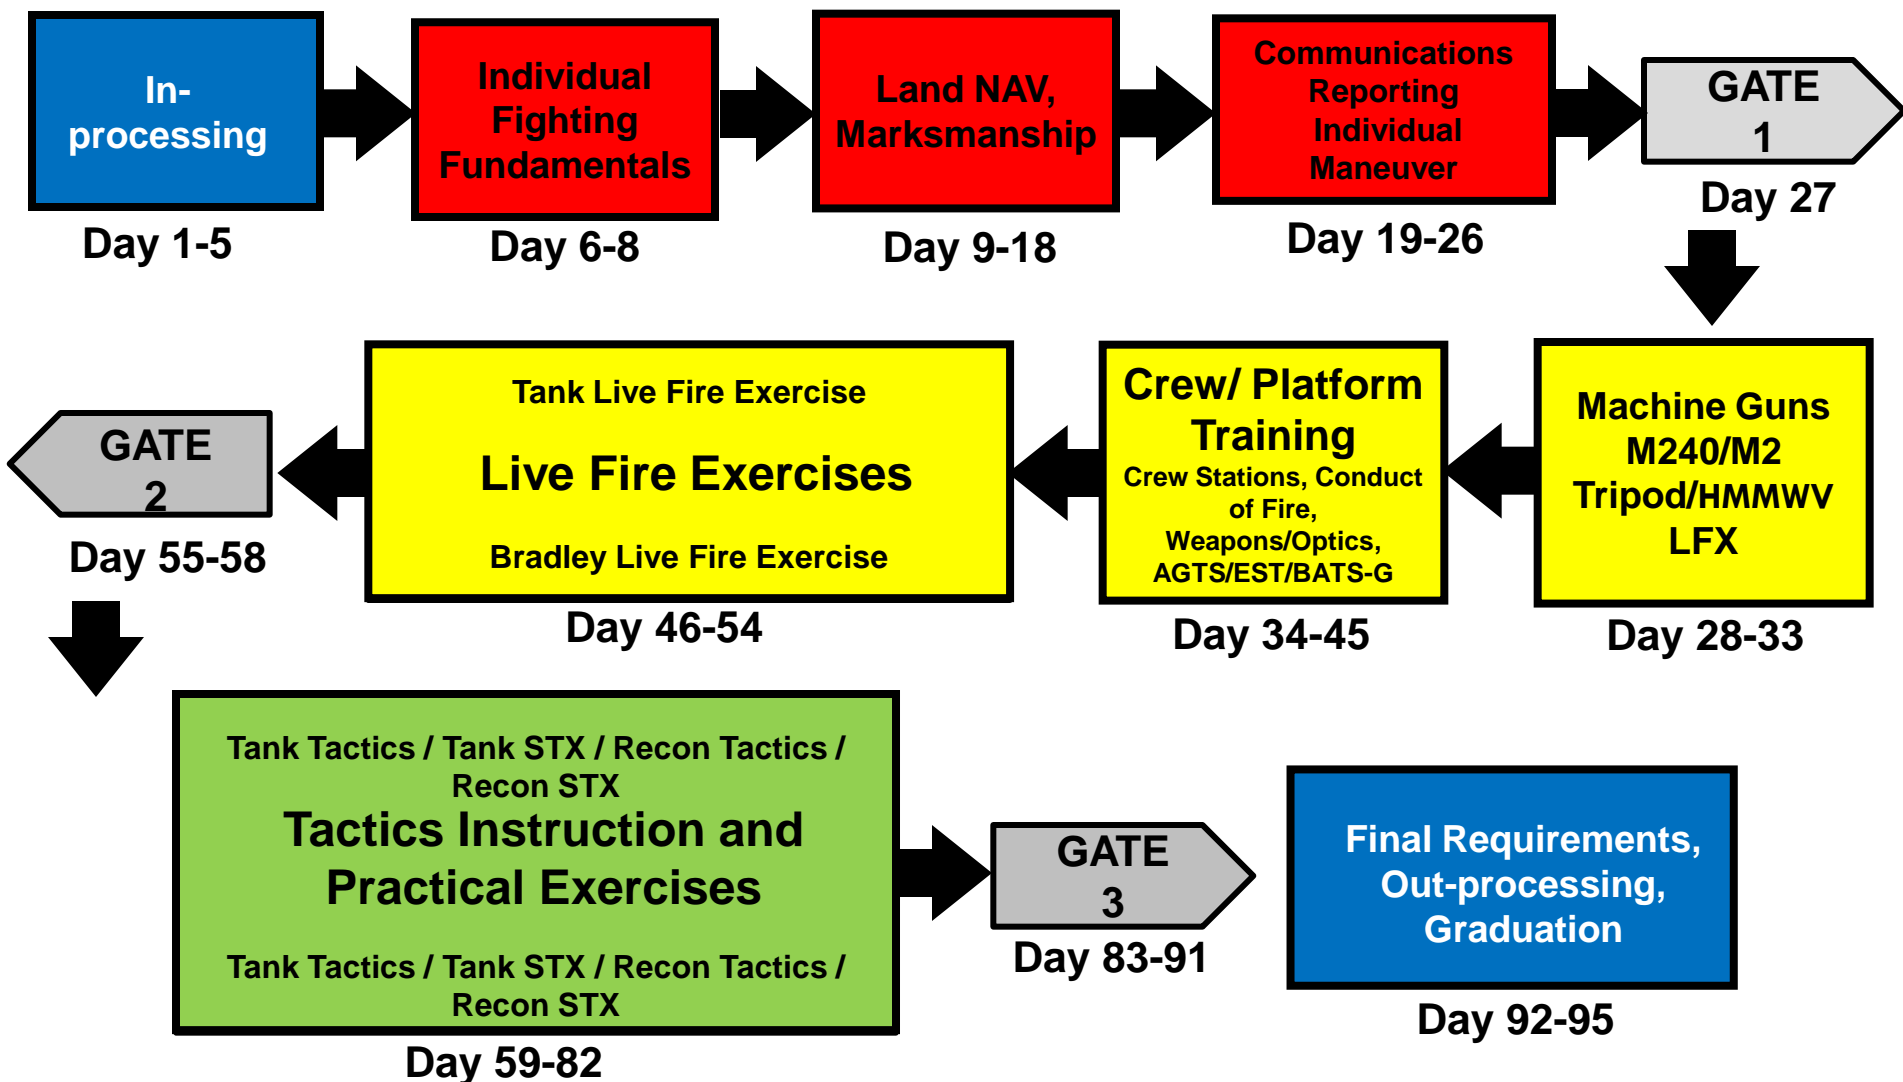 In-
processing
Day 1-5
Individual
Fighting
Fundamentals
Day 6-8
Land NAV,
Marksmanship
Day 9-18
Communications
Reporting
Individual
Maneuver
Day 19-26
GATE
1
Day 27
Machine Guns
M240/M2
Tripod/HMMWV
LFX
Day 28-33
Crew/ Platform
Training
Crew Stations, Conduct
of Fire,
Weapons/Optics,
AGTS/EST/BATS-G
Day 34-45
Tank Live Fire Exercise
Live Fire Exercises
Bradley Live Fire Exercise
Day 46-54
GATE
2
Day 55-58
Tank Tactics / Tank STX / Recon Tactics /
Recon STX
Tactics Instruction and
Practical Exercises
Tank Tactics / Tank STX / Recon Tactics /
Recon STX
Day 59-82
GATE
3
Day 83-91
Final Requirements,
Out-processing,
Graduation
Day 92-95